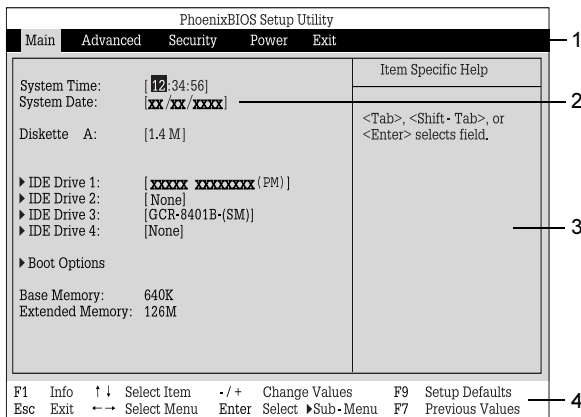 PhoenixBIOS Setup Utility
Main Advanced Security Power Exit
1
Item Specific Help
System Time: [12:34:56]
System Date: [xx/xx/xxxx]
2
<Tab>, <Shift-Tab>, or
<Enter> selects field.
Diskette A: [1.4 M]
▶ IDE Drive 1: [xxxxx xxxxxxxx(PM)]
▶ IDE Drive 2: [None]
▶ IDE Drive 3: [GCR-8401B-(SM)]
▶ IDE Drive 4: [None]
3
▶ Boot Options
Base Memory: 640K
Extended Memory: 126M
F1 Info ↑↓ Select Item -/+ Change Values F9 Setup Defaults
4
Esc Exit ←→ Select Menu Enter Select ▶Sub-Menu F7 Previous Values